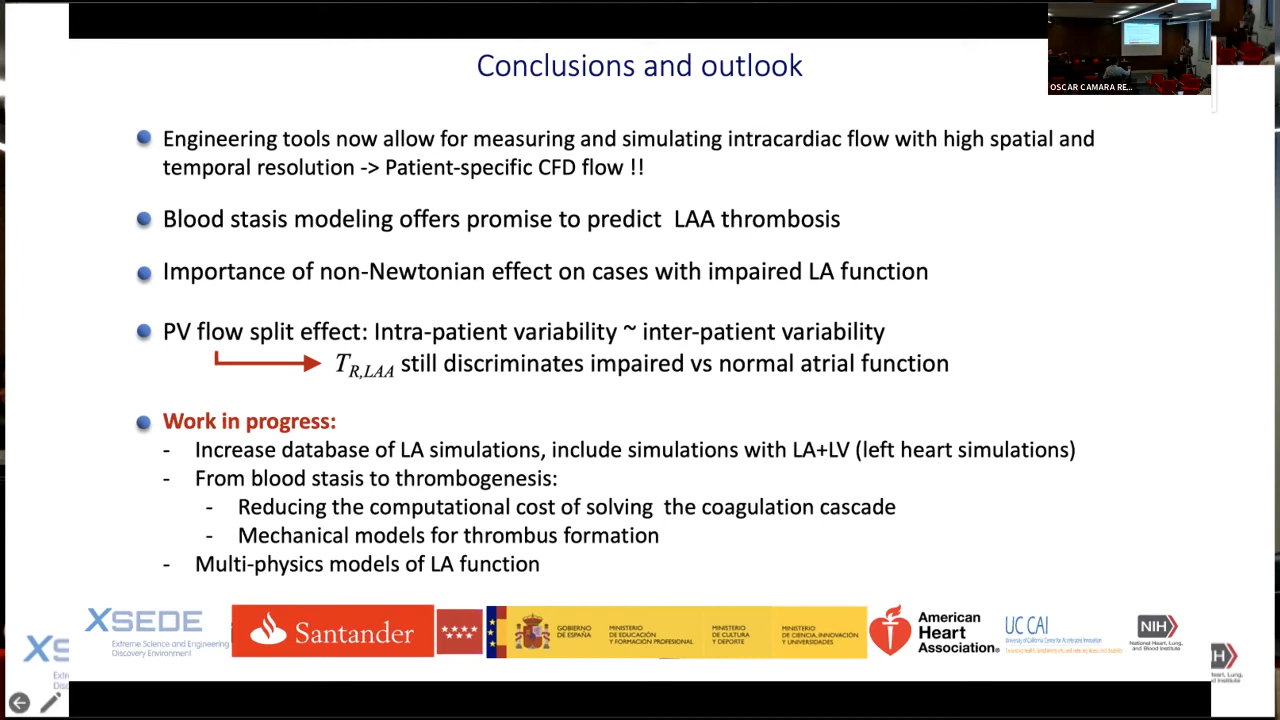 Conclusions and outlook
OSCAR CAMARA RE...
Engineering tools now allow for measuring and simulating intracardiac flow with high spatial and
temporal resolution -> Patient-specific CFD flow !!
Blood stasis modeling offers promise to predict LAA thrombosis
Importance of non-Newtonian effect on cases with impaired LA function
PV flow split effect: Intra-patient variability ~ inter-patient variability
T_R,LAA still discriminates impaired vs normal atrial function
Work in progress:
- Increase database of LA simulations, include simulations with LA+LV (left heart simulations)
- From blood stasis to thrombogenesis:
- Reducing the computational cost of solving the coagulation cascade
- Mechanical models for thrombus formation
- Multi-physics models of LA function
XSEDE
Extreme Science and Engineering
Discovery Environment
Santander
GOBIERNO
DE ESPAÑA
MINISTERIO
DE EDUCACIÓN
Y FORMACIÓN PROFESIONAL
MINISTERIO
DE CULTURA
Y DEPORTE
MINISTERIO
DE CIENCIA, INNOVACIÓN
Y UNIVERSIDADES
American
Heart
Association®
UC CAI
University of California Center for Accelerated Innovation
NIH
National Heart, Lung,
and Blood Institute